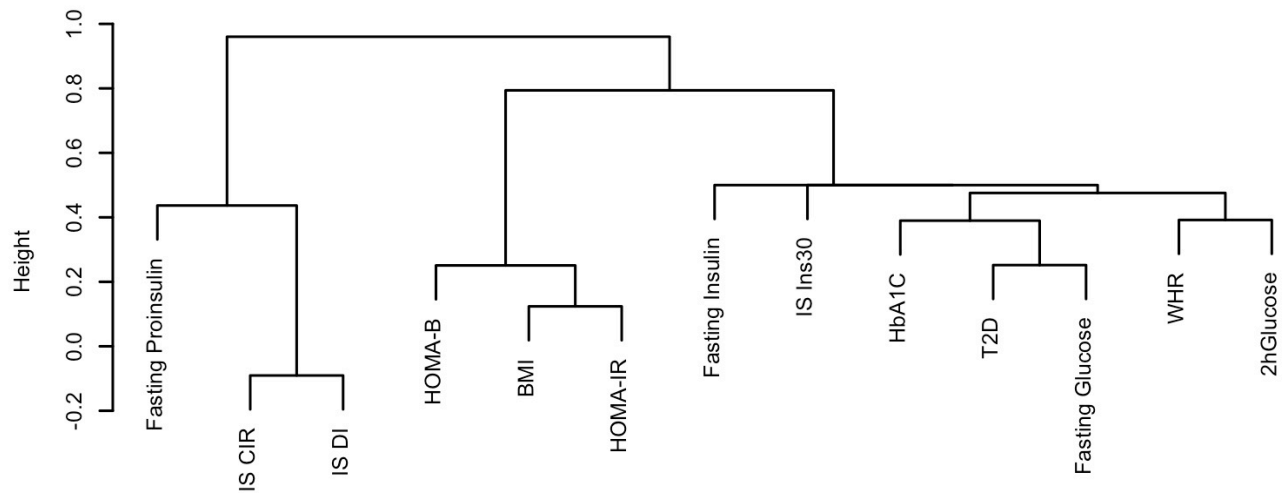 Height
1.0
0.8
0.6
0.4
0.2
0.0
-0.2
Fasting Proinsulin
IS CIR
IS DI
HOMA-B
BMI
HOMA-IR
Fasting Insulin
IS Ins30
HbA1C
T2D
Fasting Glucose
WHR
2hGlucose